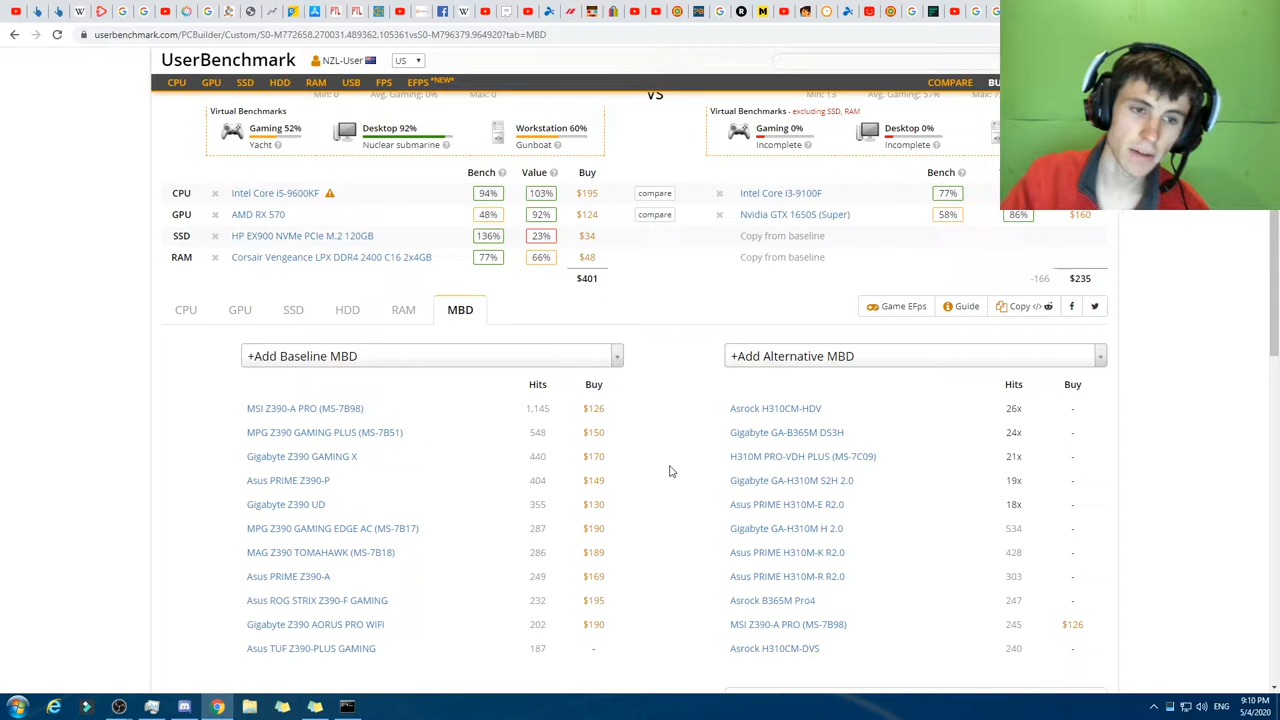 userbenchmark.com/PCBuilder/Custom/S0-M772658.270031.489362.105361vsS0-M796379.964920?tab=MBD
UserBenchmark NZL-User US
CPU GPU SSD HDD RAM USB FPS EFPS *NEW* COMPARE BU
Min: 0 Avg. Gaming: 0% Max: 0 VS Min: 13 Avg. Gaming: 57%
Virtual Benchmarks Virtual Benchmarks - excluding SSD, RAM
Gaming 52% Desktop 92% Workstation 60% Gaming 0% Desktop 0%
Yacht Nuclear submarine Gunboat Incomplete Incomplete
Bench Value Buy Bench
CPU Intel Core i5-9600KF 94% 103% $195 compare Intel Core i3-9100F 77%
GPU AMD RX 570 48% 92% $124 compare Nvidia GTX 1650S (Super) 58% 86% $160
SSD HP EX900 NVMe PCIe M.2 120GB 136% 23% $34 Copy from baseline
RAM Corsair Vengeance LPX DDR4 2400 C16 2x4GB 77% 66% $48 Copy from baseline
$401 -166 $235
CPU GPU SSD HDD RAM MBD Game EFps Guide Copy </>
+Add Baseline MBD +Add Alternative MBD
Hits Buy Hits Buy
MSI Z390-A PRO (MS-7B98) 1,145 $126 Asrock H310CM-HDV 26x -
MPG Z390 GAMING PLUS (MS-7B51) 548 $150 Gigabyte GA-B365M DS3H 24x -
Gigabyte Z390 GAMING X 440 $170 H310M PRO-VDH PLUS (MS-7C09) 21x -
Asus PRIME Z390-P 404 $149 Gigabyte GA-H310M S2H 2.0 19x -
Gigabyte Z390 UD 355 $130 Asus PRIME H310M-E R2.0 18x -
MPG Z390 GAMING EDGE AC (MS-7B17) 287 $190 Gigabyte GA-H310M H 2.0 534 -
MAG Z390 TOMAHAWK (MS-7B18) 286 $189 Asus PRIME H310M-K R2.0 428 -
Asus PRIME Z390-A 249 $169 Asus PRIME H310M-R R2.0 303 -
Asus ROG STRIX Z390-F GAMING 232 $195 Asrock B365M Pro4 247 -
Gigabyte Z390 AORUS PRO WIFI 202 $190 MSI Z390-A PRO (MS-7B98) 245 $126
Asus TUF Z390-PLUS GAMING 187 - Asrock H310CM-DVS 240 -
ENG 9:10 PM
5/4/2020